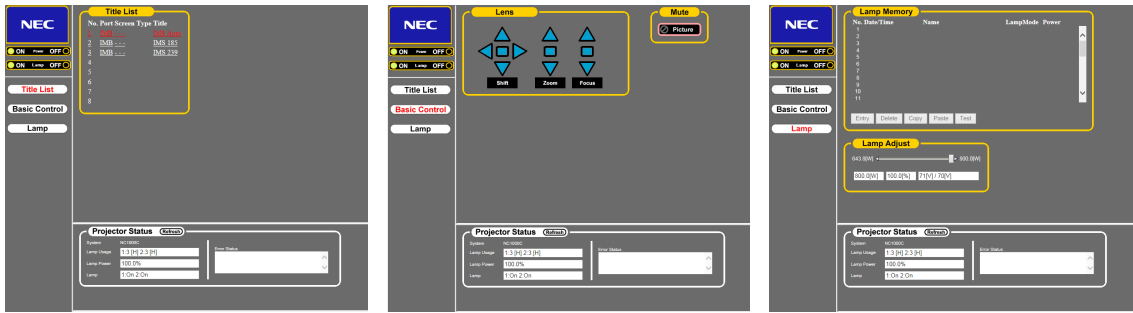 NEC
ON Power OFF
ON Lamp OFF
Title List
Basic Control
Lamp
Title List
No. Port Screen Type Title
1
2 IMB - - - IMS 185
3 IMB - - - IMS 239
4
5
6
7
8
Projector Status Refresh
System NC1000C
Lamp Usage 1:3 [H] 2:3 [H]
Lamp Power 100.0%
Lamp 1:On 2:On
Error Status
NEC
ON Power OFF
ON Lamp OFF
Title List
Basic Control
Lamp
Lens
Shift Zoom Focus
Mute
Picture
Projector Status Refresh
System NC1000C
Lamp Usage 1:3 [H] 2:3 [H]
Lamp Power 100.0%
Lamp 1:On 2:On
Error Status
NEC
ON Power OFF
ON Lamp OFF
Title List
Basic Control
Lamp
Lamp Memory
No. Date/Time Name LampMode Power
1
2
3
4
5
6
7
8
9
10
11
Entry Delete Copy Paste Test
Lamp Adjust
643.8[W] 800.0[W]
800.0[W] 100.0[%] 71[V] / 70[V]
Projector Status Refresh
System NC1000C
Lamp Usage 1:3 [H] 2:3 [H]
Lamp Power 100.0%
Lamp 1:On 2:On
Error Status